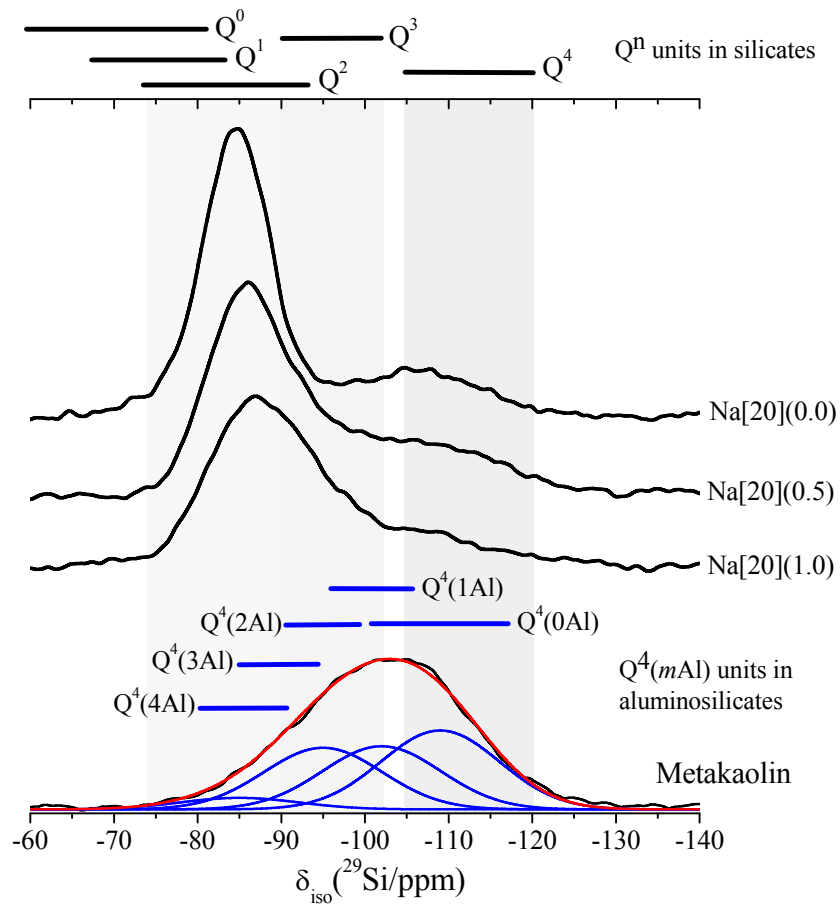 Q⁰
Q³
Q¹
Qⁿ units in silicates
Q²
Q⁴
Na[20](0.0)
Na[20](0.5)
Na[20](1.0)
Q⁴(1Al)
Q⁴(2Al)
Q⁴(0Al)
Q⁴(3Al)
Q⁴(mAl) units in
aluminosilicates
Q⁴(4Al)
Metakaolin
-60 -70 -80 -90 -100 -110 -120 -130 -140
δiso(²⁹Si/ppm)